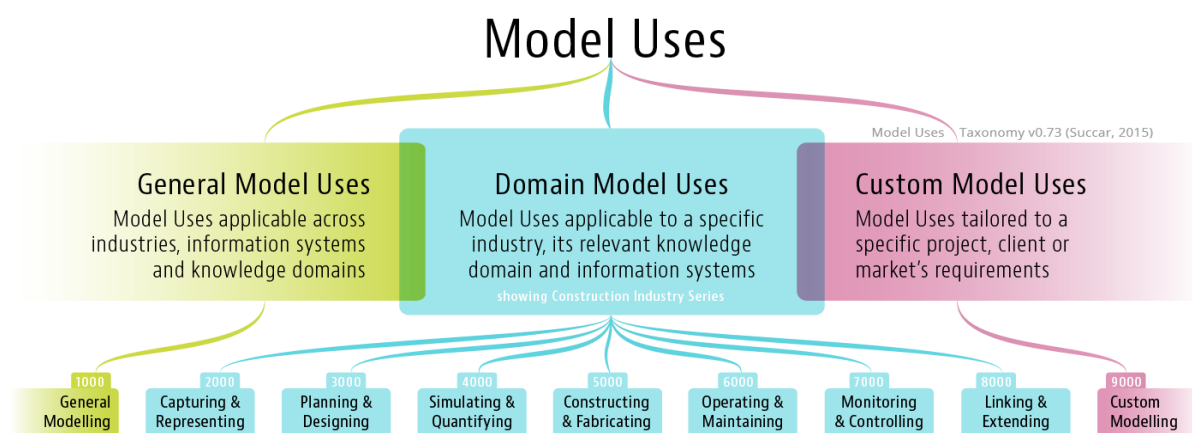 Model Uses
Model Uses Taxonomy v0.73 (Succar, 2015)
General Model Uses
Model Uses applicable across
industries, information systems
and knowledge domains
Domain Model Uses
Model Uses applicable to a specific
industry, its relevant knowledge
domain and information systems
showing Construction Industry Series
Custom Model Uses
Model Uses tailored to a
specific project, client or
market's requirements
1000
General
Modelling
2000
Capturing &
Representing
3000
Planning &
Designing
4000
Simulating &
Quantifying
5000
Constructing
& Fabricating
6000
Operating &
Maintaining
7000
Monitoring
& Controlling
8000
Linking &
Extending
9000
Custom
Modelling